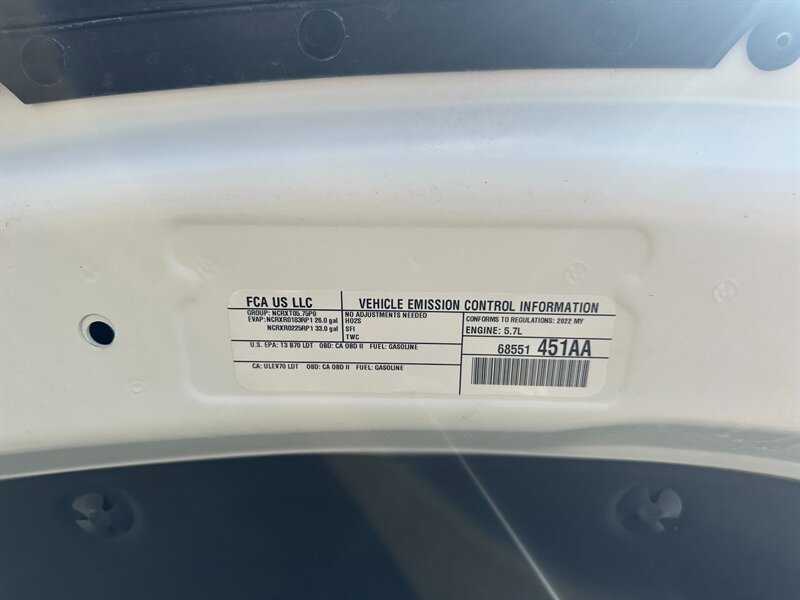 FCA US LLC
VEHICLE EMISSION CONTROL INFORMATION
GROUP: NCRXT05.75P0
EVAP: NCRXR0183RP1 26.0 gal
NCRXR0225RP1 33.0 gal
NO ADJUSTMENTS NEEDED
HO2S
SFI
TWC
CONFORMS TO REGULATIONS: 2022 MY
ENGINE: 5.7L
U.S. EPA: T3 B70 LDT OBD: CA OBD II FUEL: GASOLINE
68551 451AA
CA: ULEV70 LDT OBD: CA OBD II FUEL: GASOLINE